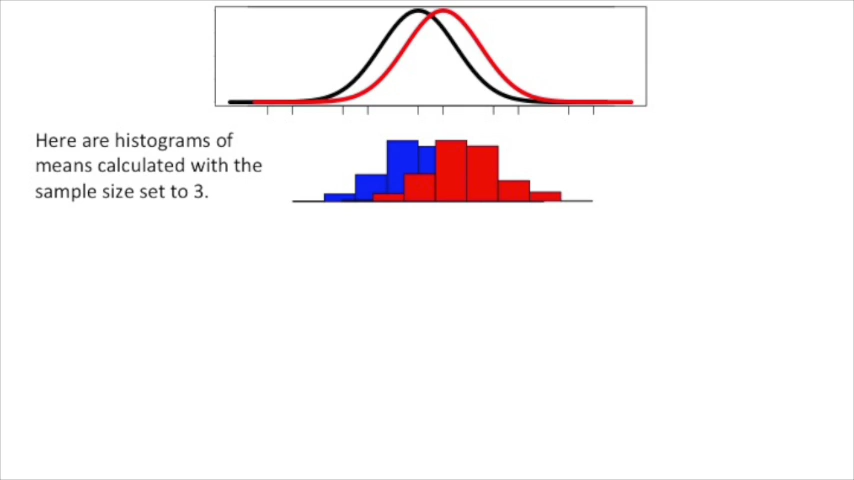 Here are histograms of
means calculated with the
sample size set to 3.